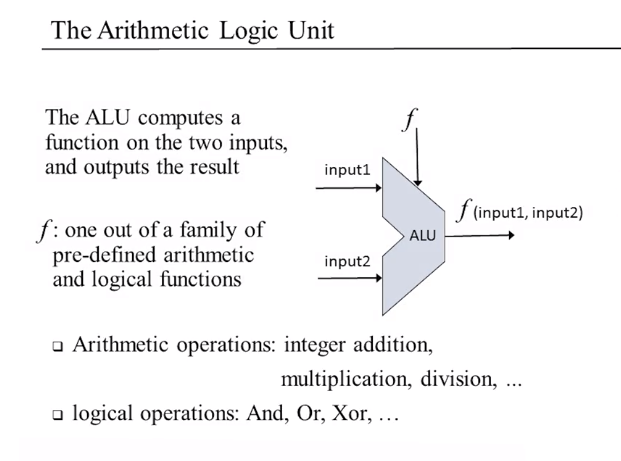 The Arithmetic Logic Unit
The ALU computes a
function on the two inputs,
and outputs the result
f: one out of a family of
pre-defined arithmetic
and logical functions
f
input1
input2
ALU
f (input1, input2)
❑ Arithmetic operations: integer addition,
multiplication, division, ...
❑ logical operations: And, Or, Xor, …